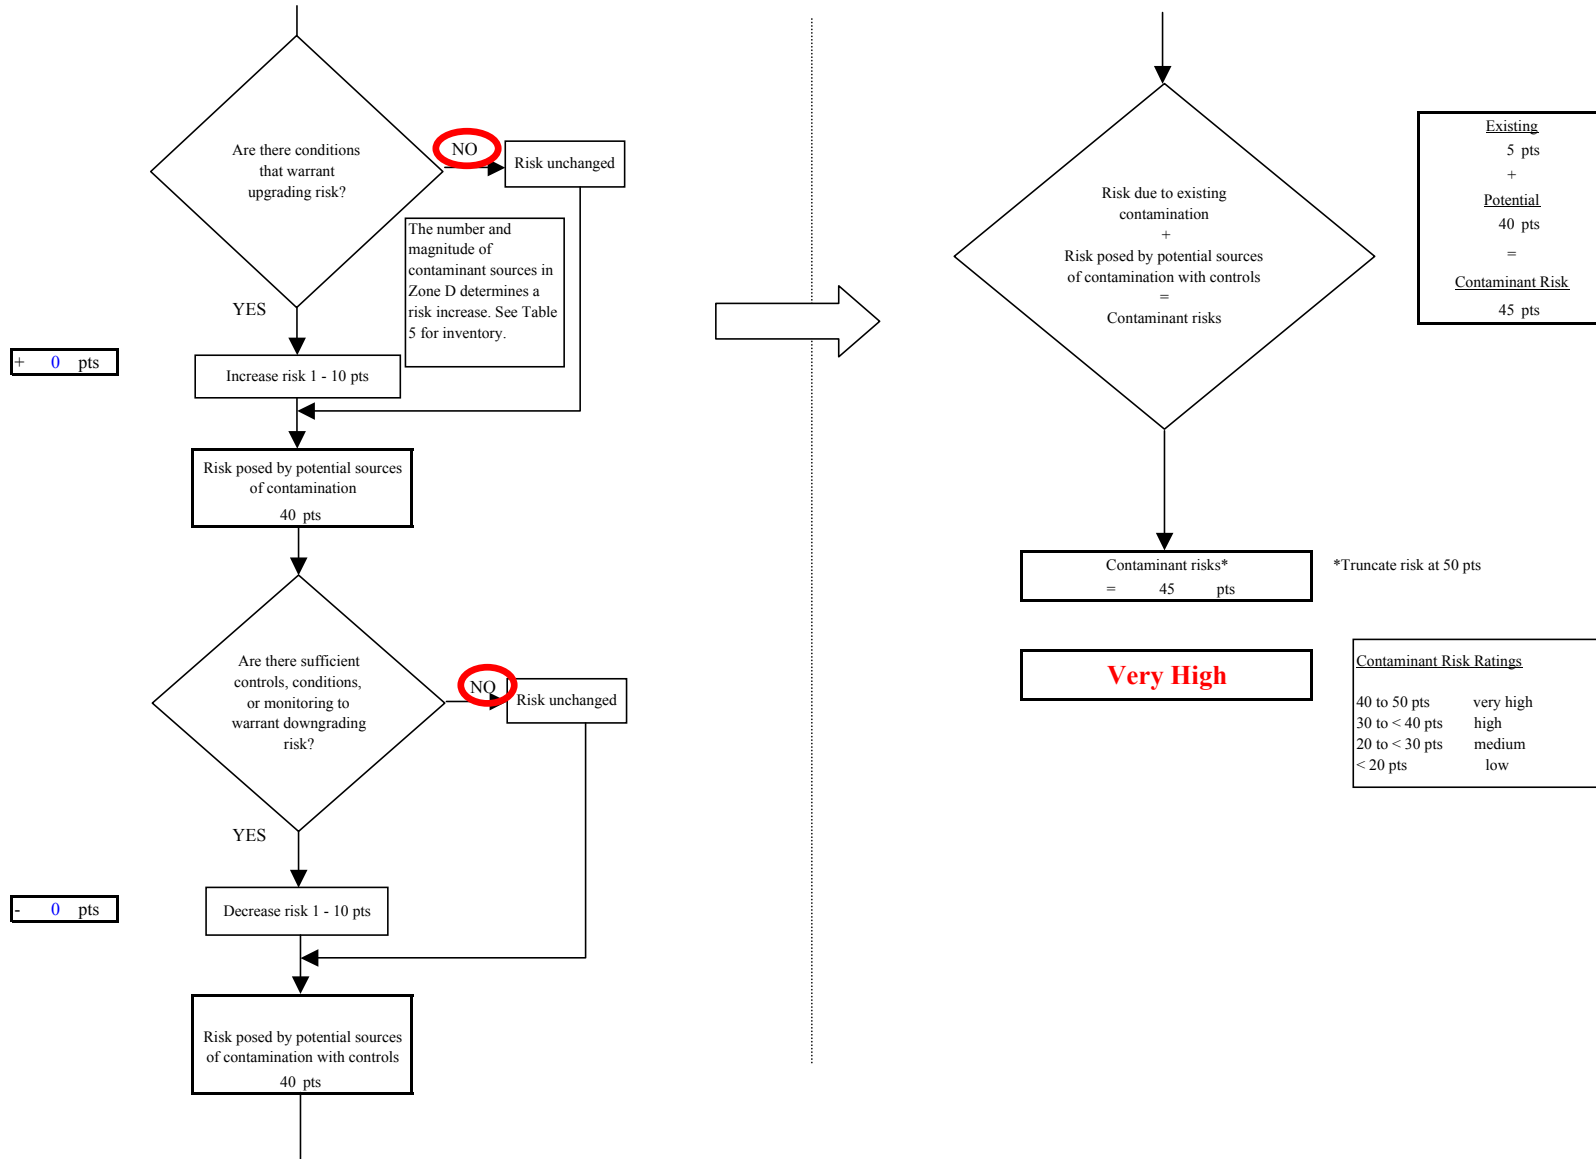 Are there conditions
that warrant
upgrading risk?
NO
Risk unchanged
The number and
magnitude of
contaminant sources in
Zone D determines a
risk increase. See Table
5 for inventory.
YES
+ 0 pts
Increase risk 1 - 10 pts
Risk posed by potential sources
of contamination
40 pts
Are there sufficient
controls, conditions,
or monitoring to
warrant downgrading
risk?
NO
Risk unchanged
YES
- 0 pts
Decrease risk 1 - 10 pts
Risk posed by potential sources
of contamination with controls
40 pts
Risk due to existing
contamination
+
Risk posed by potential sources
of contamination with controls
=
Contaminant risks
Existing
5 pts
+
Potential
40 pts
=
Contaminant Risk
45 pts
Contaminant risks*
= 45 pts
*Truncate risk at 50 pts
Very High
Contaminant Risk Ratings
40 to 50 pts very high
30 to < 40 pts high
20 to < 30 pts medium
< 20 pts low